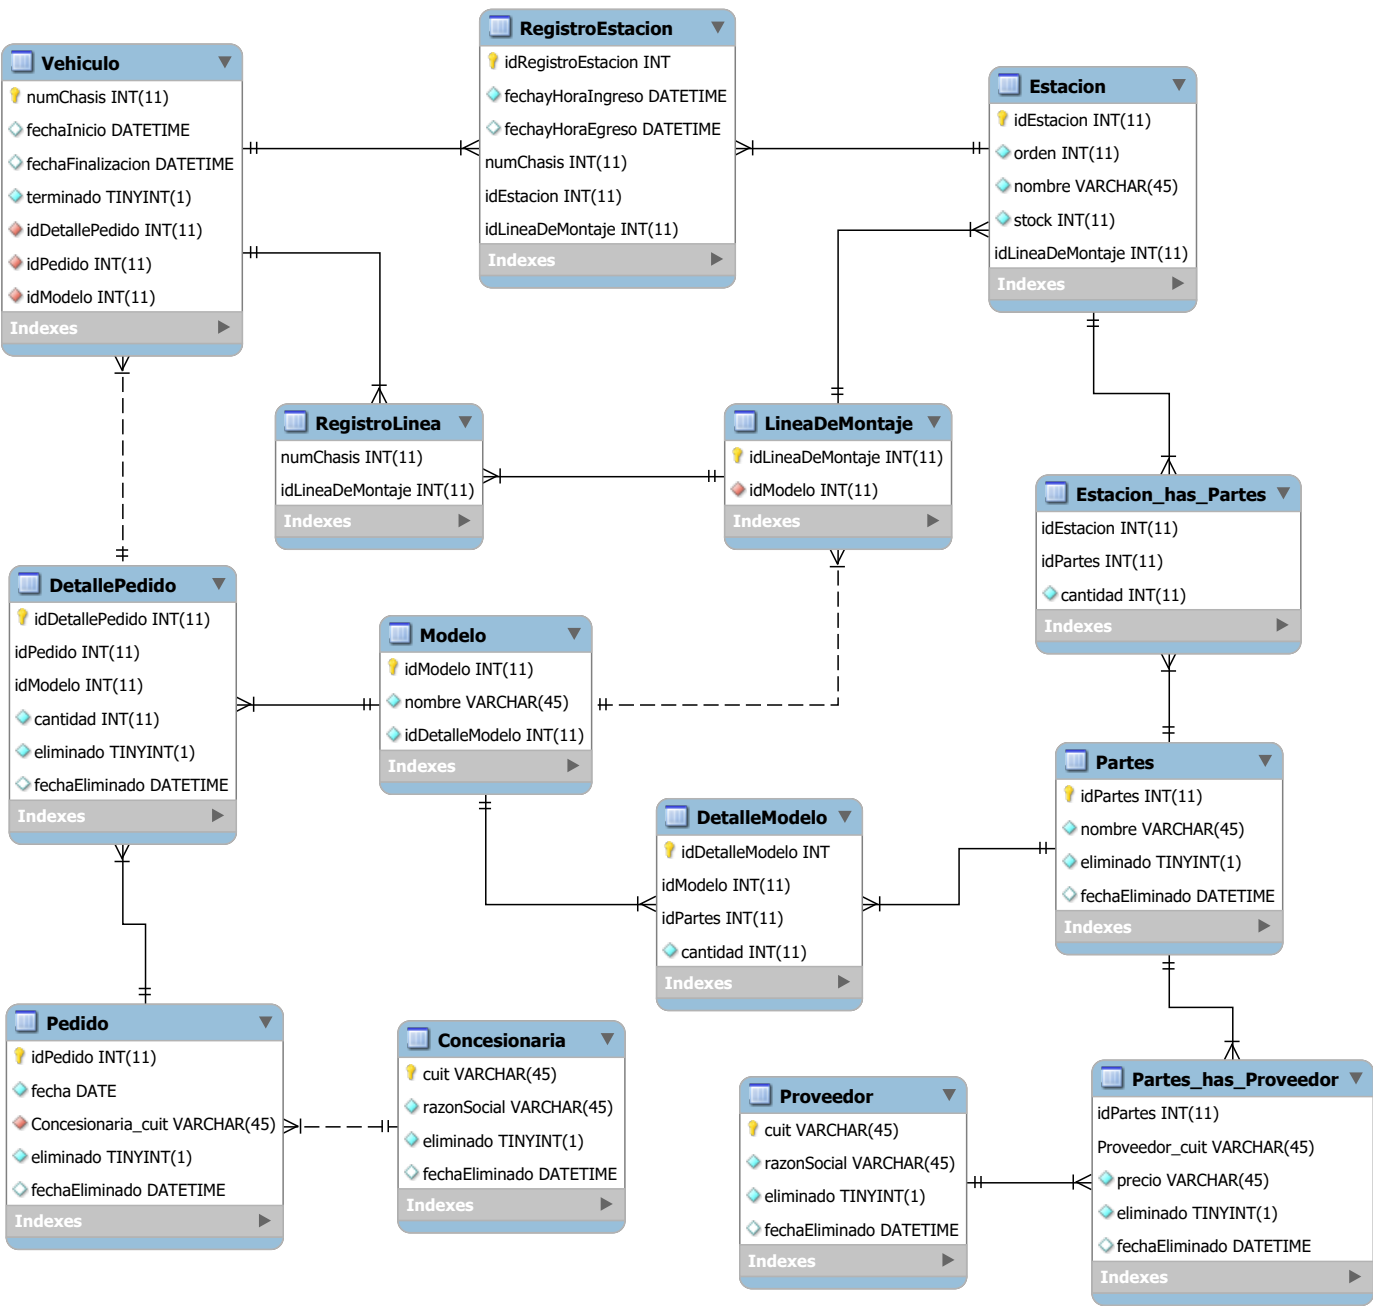 RegistroEstacion
idRegistroEstacion INT
fechayHoraIngreso DATETIME
fechayHoraEgreso DATETIME
numChasis INT(11)
idEstacion INT(11)
idLineaDeMontaje INT(11)
Indexes
Vehiculo
numChasis INT(11)
fechaInicio DATETIME
fechaFinalizacion DATETIME
terminado TINYINT(1)
idDetallePedido INT(11)
idPedido INT(11)
idModelo INT(11)
Indexes
Estacion
idEstacion INT(11)
orden INT(11)
nombre VARCHAR(45)
stock INT(11)
idLineaDeMontaje INT(11)
Indexes
RegistroLinea
numChasis INT(11)
idLineaDeMontaje INT(11)
Indexes
LineaDeMontaje
idLineaDeMontaje INT(11)
idModelo INT(11)
Indexes
Estacion_has_Partes
idEstacion INT(11)
idPartes INT(11)
cantidad INT(11)
Indexes
DetallePedido
idDetallePedido INT(11)
idPedido INT(11)
idModelo INT(11)
cantidad INT(11)
eliminado TINYINT(1)
fechaEliminado DATETIME
Indexes
Modelo
idModelo INT(11)
nombre VARCHAR(45)
idDetalleModelo INT(11)
Indexes
Partes
idPartes INT(11)
nombre VARCHAR(45)
eliminado TINYINT(1)
fechaEliminado DATETIME
Indexes
DetalleModelo
idDetalleModelo INT
idModelo INT(11)
idPartes INT(11)
cantidad INT(11)
Indexes
Pedido
idPedido INT(11)
fecha DATE
Concesionaria_cuit VARCHAR(45)
eliminado TINYINT(1)
fechaEliminado DATETIME
Indexes
Concesionaria
cuit VARCHAR(45)
razonSocial VARCHAR(45)
eliminado TINYINT(1)
fechaEliminado DATETIME
Indexes
Proveedor
cuit VARCHAR(45)
razonSocial VARCHAR(45)
eliminado TINYINT(1)
fechaEliminado DATETIME
Indexes
Partes_has_Proveedor
idPartes INT(11)
Proveedor_cuit VARCHAR(45)
precio VARCHAR(45)
eliminado TINYINT(1)
fechaEliminado DATETIME
Indexes